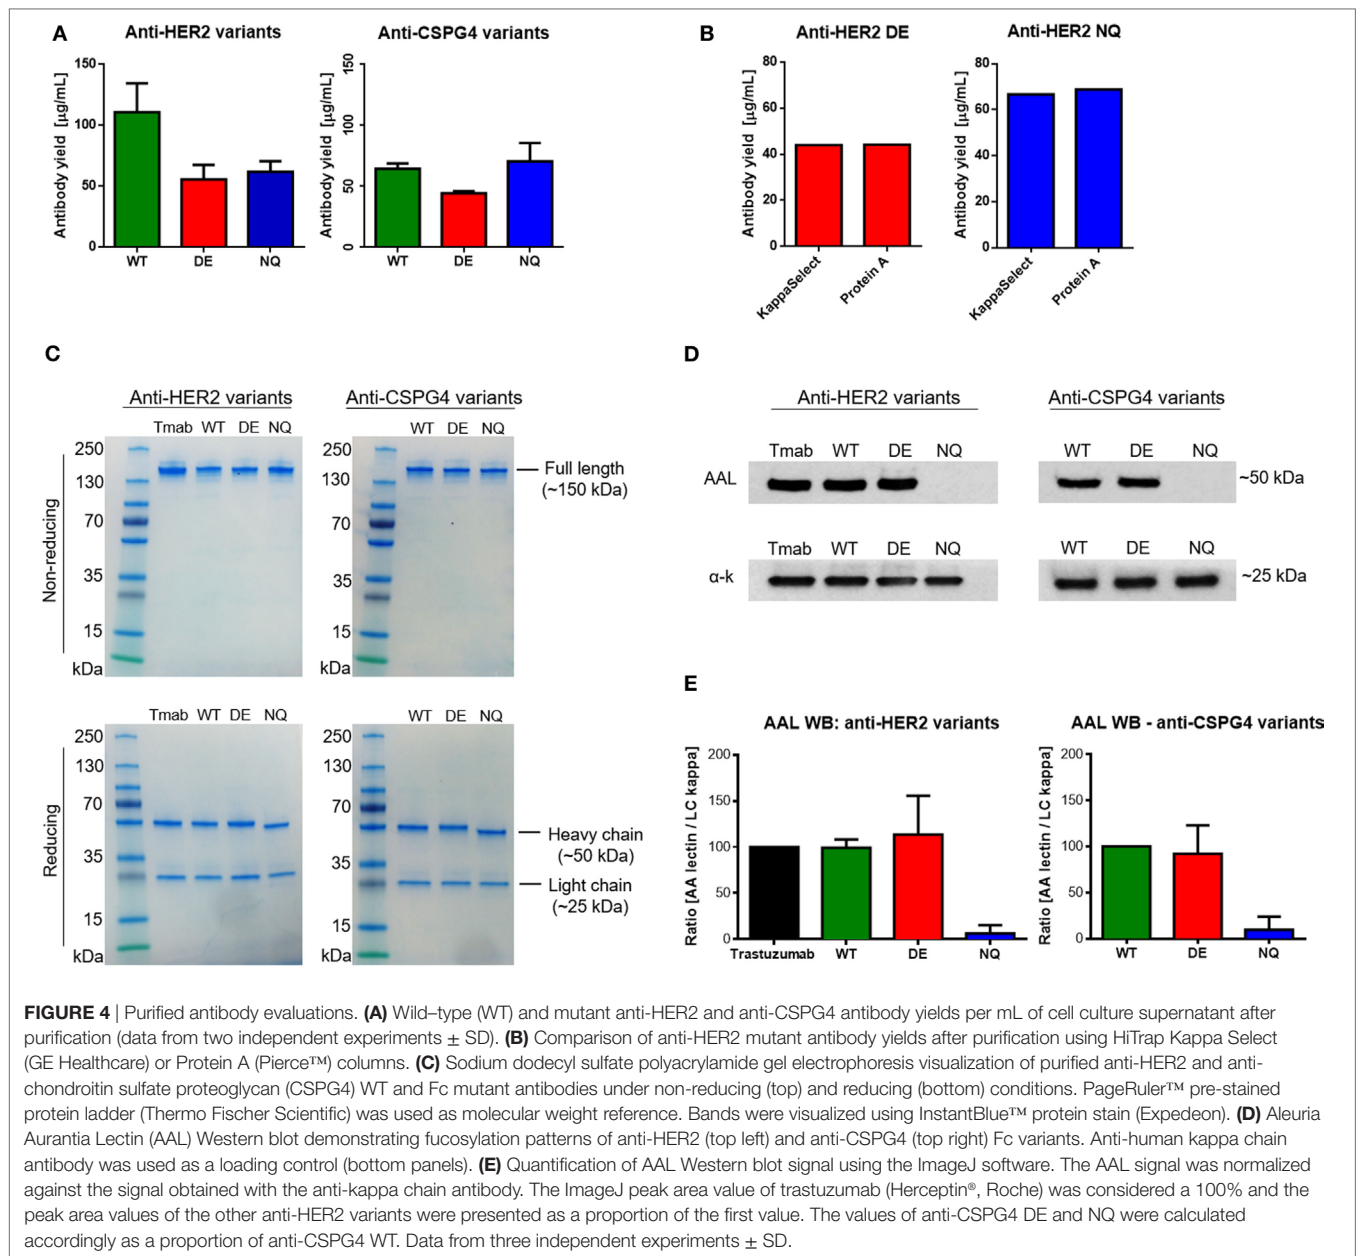 A
Anti-HER2 variants
Antibody yield [µg/mL]
150
100
50
0
WT DE NQ
Anti-CSPG4 variants
Antibody yield [µg/mL]
150
100
50
0
WT DE NQ
B
Anti-HER2 DE
Antibody yield [µg/mL]
80
60
40
20
0
KappaSelect
Protein A
Anti-HER2 NQ
Antibody yield [µg/mL]
80
60
40
20
0
KappaSelect
Protein A
C
Anti-HER2 variants
Anti-CSPG4 variants
Non-reducing
Tmab WT DE NQ
250
130
70
35
15
kDa
WT DE NQ
250
130
70
35
15
kDa
Full length
(~150 kDa)
Reducing
Tmab WT DE NQ
250
130
70
35
15
kDa
WT DE NQ
250
130
70
35
15
kDa
Heavy chain
(~50 kDa)
Light chain
(~25 kDa)
D
Anti-HER2 variants
Anti-CSPG4 variants
Tmab WT DE NQ
WT DE NQ
AAL
~50 kDa
Tmab WT DE NQ
WT DE NQ
α-k
~25 kDa
E
AAL WB: anti-HER2 variants
Ratio [AA lectin / LC kappa]
200
150
100
50
0
Trastuzumab WT DE NQ
AAL WB - anti-CSPG4 variants
Ratio [AA lectin / LC kappa]
200
150
100
50
0
WT DE NQ
FIGURE 4 | Purified antibody evaluations. (A) Wild–type (WT) and mutant anti-HER2 and anti-CSPG4 antibody yields per mL of cell culture supernatant after
purification (data from two independent experiments ± SD). (B) Comparison of anti-HER2 mutant antibody yields after purification using HiTrap Kappa Select
(GE Healthcare) or Protein A (Pierce™) columns. (C) Sodium dodecyl sulfate polyacrylamide gel electrophoresis visualization of purified anti-HER2 and anti-
chondroitin sulfate proteoglycan (CSPG4) WT and Fc mutant antibodies under non-reducing (top) and reducing (bottom) conditions. PageRuler™ pre-stained
protein ladder (Thermo Fischer Scientific) was used as molecular weight reference. Bands were visualized using InstantBlue™ protein stain (Expedeon). (D) Aleuria
Aurantia Lectin (AAL) Western blot demonstrating fucosylation patterns of anti-HER2 (top left) and anti-CSPG4 (top right) Fc variants. Anti-human kappa chain
antibody was used as a loading control (bottom panels). (E) Quantification of AAL Western blot signal using the ImageJ software. The AAL signal was normalized
against the signal obtained with the anti-kappa chain antibody. The ImageJ peak area value of trastuzumab (Herceptin®, Roche) was considered a 100% and the
peak area values of the other anti-HER2 variants were presented as a proportion of the first value. The values of anti-CSPG4 DE and NQ were calculated
accordingly as a proportion of anti-CSPG4 WT. Data from three independent experiments ± SD.